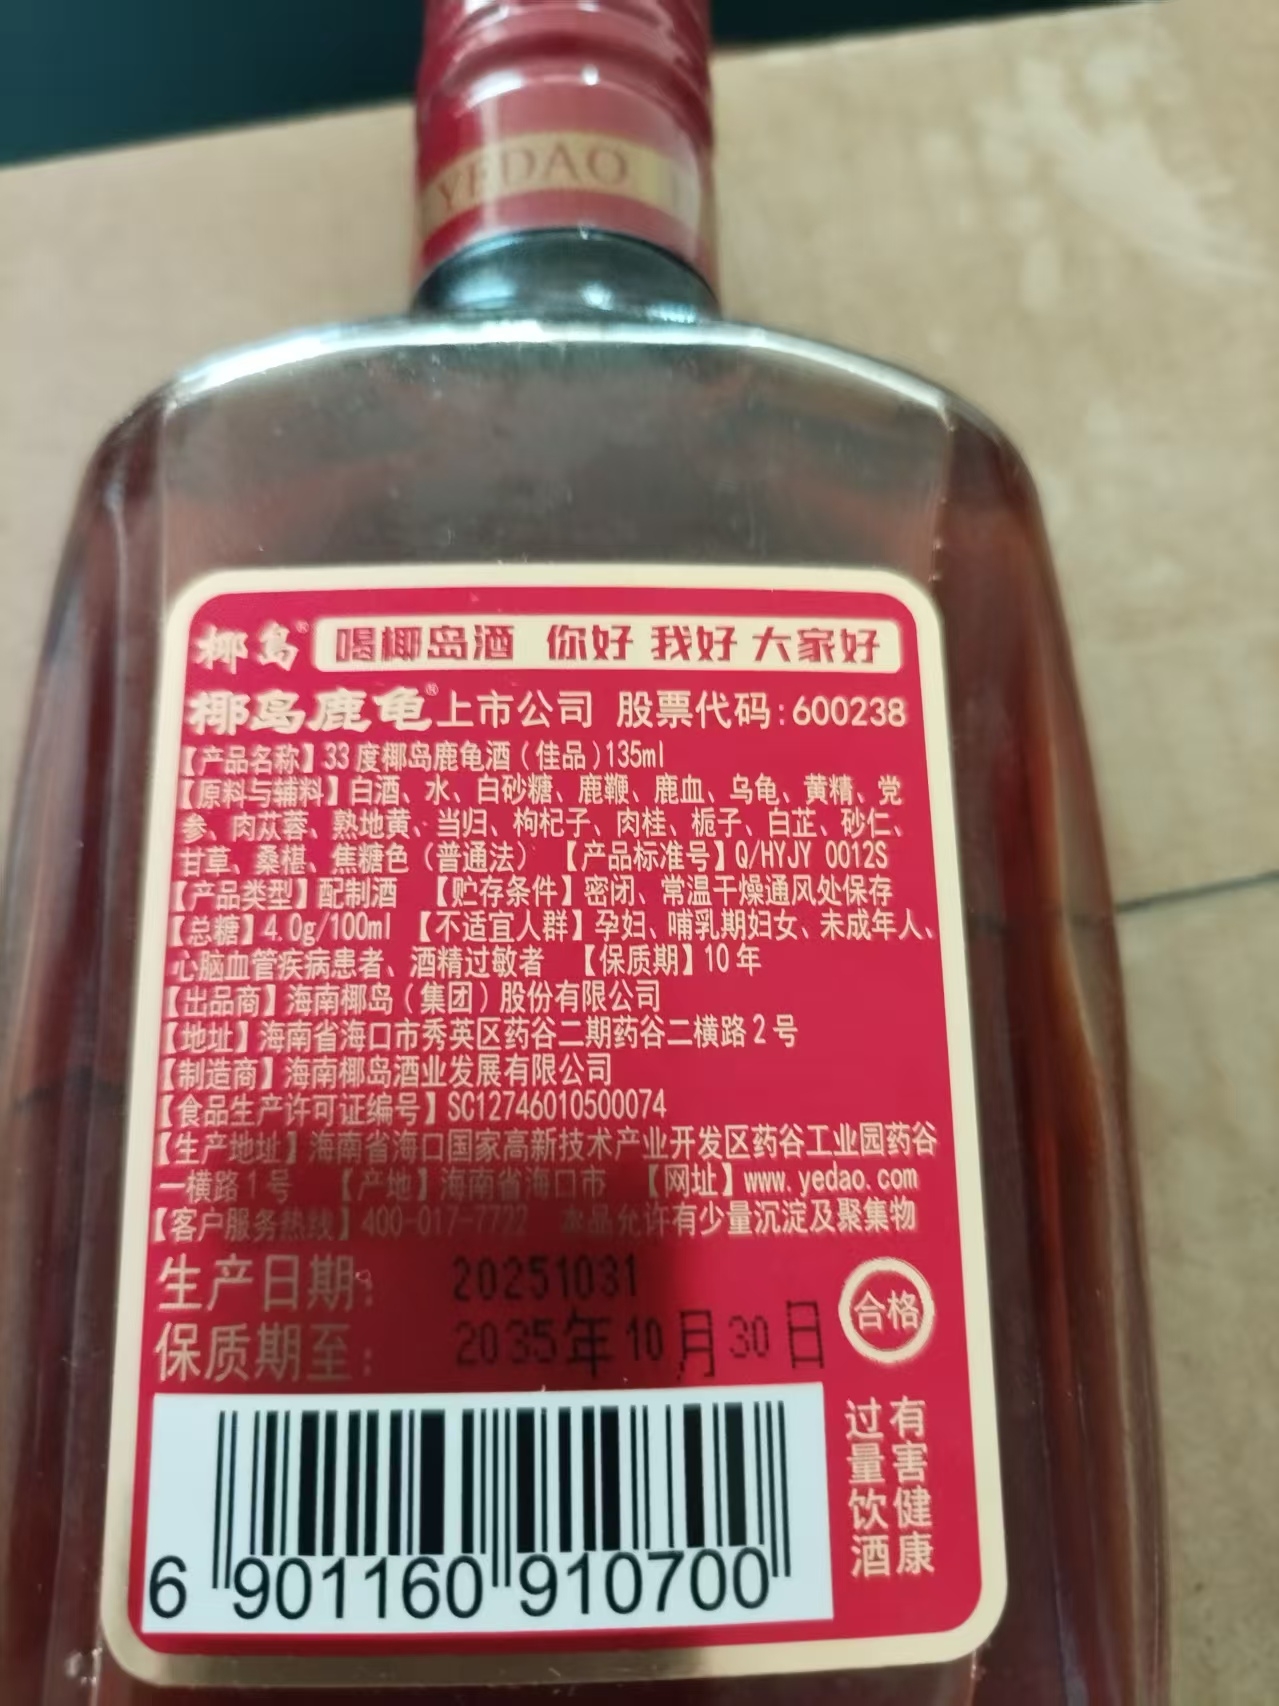 YEDAO
椰岛® 喝椰岛酒 你好 我好 大家好
椰岛鹿龟®上市公司 股票代码:600238
【产品名称】33度椰岛鹿龟酒（佳品）135ml
【原料与辅料】白酒、水、白砂糖、鹿鞭、鹿血、乌龟、黄精、党
参、肉苁蓉、熟地黄、当归、枸杞子、肉桂、栀子、白芷、砂仁、
甘草、桑椹、焦糖色（普通法） 【产品标准号】Q/HYJY 0012S
【产品类型】配制酒 【贮存条件】密闭、常温干燥通风处保存
【总糖】4.0g/100ml 【不适宜人群】孕妇、哺乳期妇女、未成年人、
心脑血管疾病患者、酒精过敏者 【保质期】10年
【出品商】海南椰岛（集团）股份有限公司
【地址】海南省海口市秀英区药谷二期药谷二横路2号
【制造商】海南椰岛酒业发展有限公司
【食品生产许可证编号】SC12746010500074
【生产地址】海南省海口国家高新技术产业开发区药谷工业园药谷
一横路1号 【产地】海南省海口市 【网址】www.yedao.com
【客户服务热线】400-017-7722 本品允许有少量沉淀及聚集物
生产日期: 20251031
保质期至: 2035年10月30日
合格
过量饮酒
有害健康
6 901160 910700